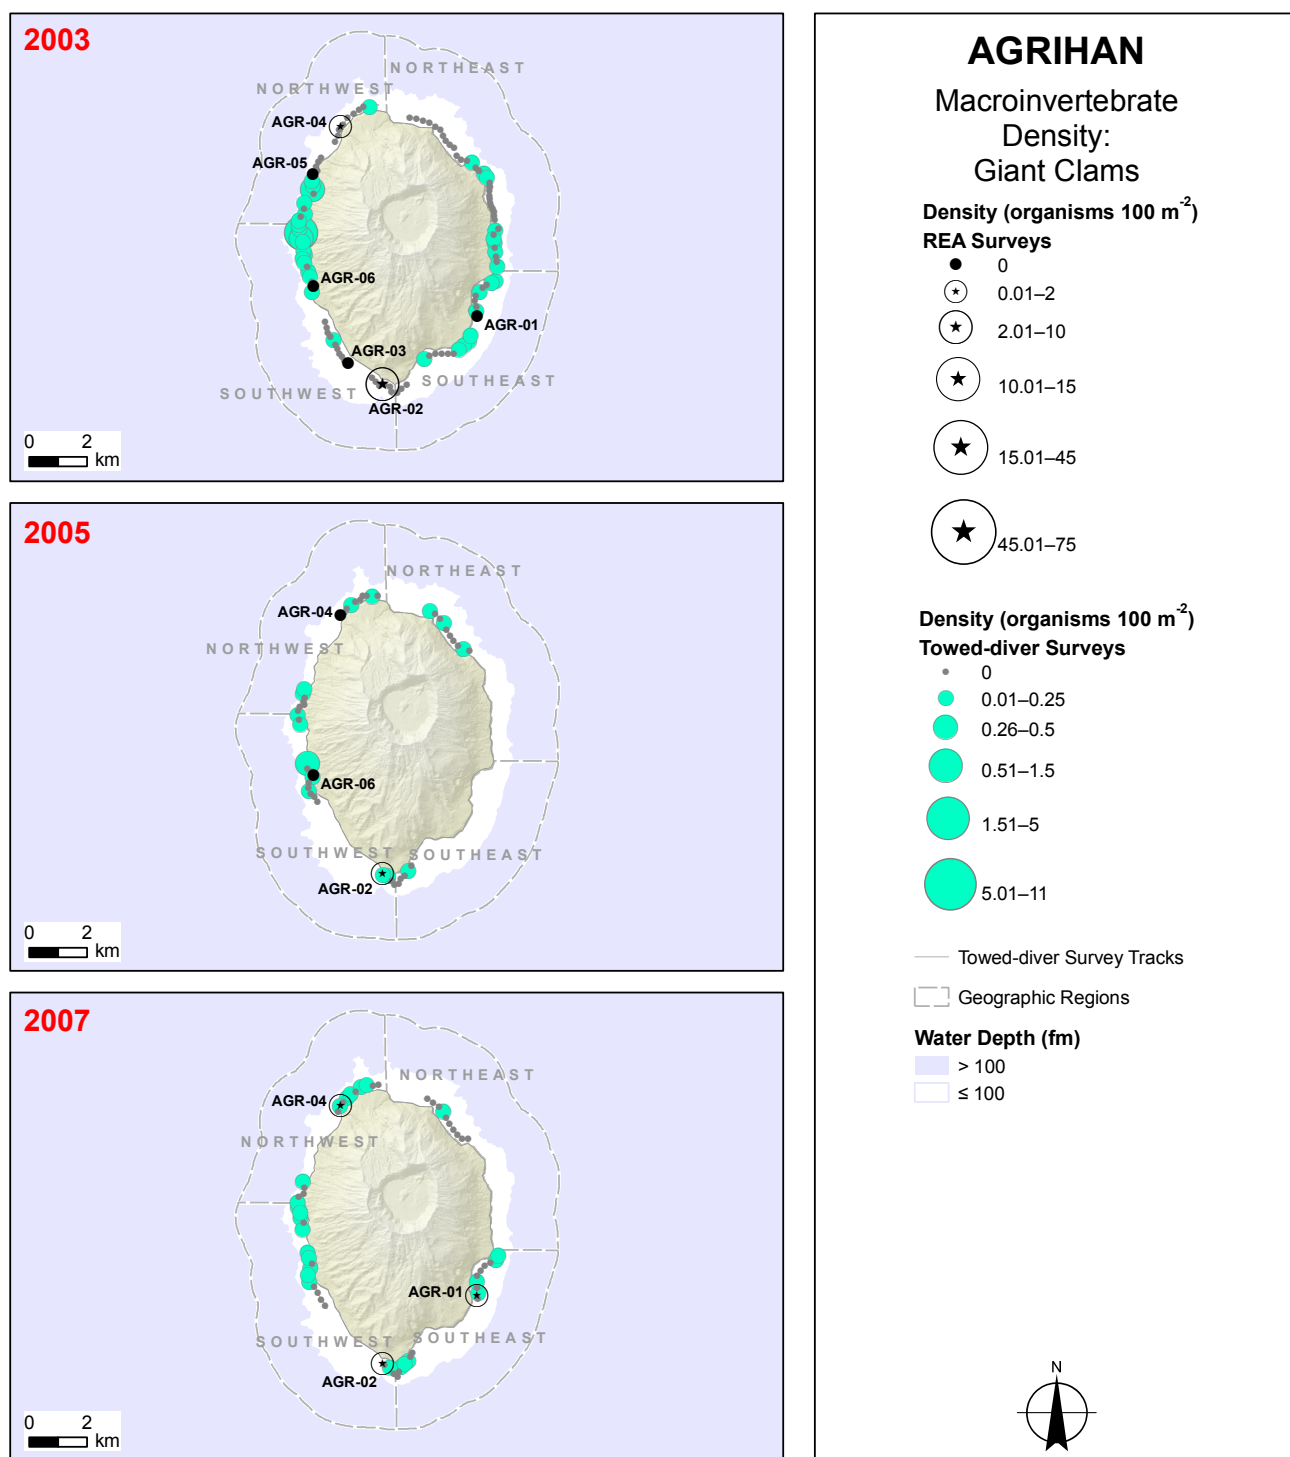 2003
NORTHEAST
NORTHWEST
AGR-04
AGR-05
AGR-06
AGR-01
AGR-03
SOUTHWEST
SOUTHEAST
AGR-02
0 2
km
2005
NORTHEAST
AGR-04
NORTHWEST
AGR-06
SOUTHWEST
SOUTHEAST
AGR-02
0 2
km
2007
NORTHEAST
AGR-04
NORTHWEST
AGR-01
SOUTHWEST
SOUTHEAST
AGR-02
0 2
km
AGRIHAN
Macroinvertebrate
Density:
Giant Clams
Density (organisms 100 m-2)
REA Surveys
0
0.01–2
2.01–10
10.01–15
15.01–45
45.01–75
Density (organisms 100 m-2)
Towed-diver Surveys
0
0.01–0.25
0.26–0.5
0.51–1.5
1.51–5
5.01–11
Towed-diver Survey Tracks
Geographic Regions
Water Depth (fm)
> 100
≤ 100
N